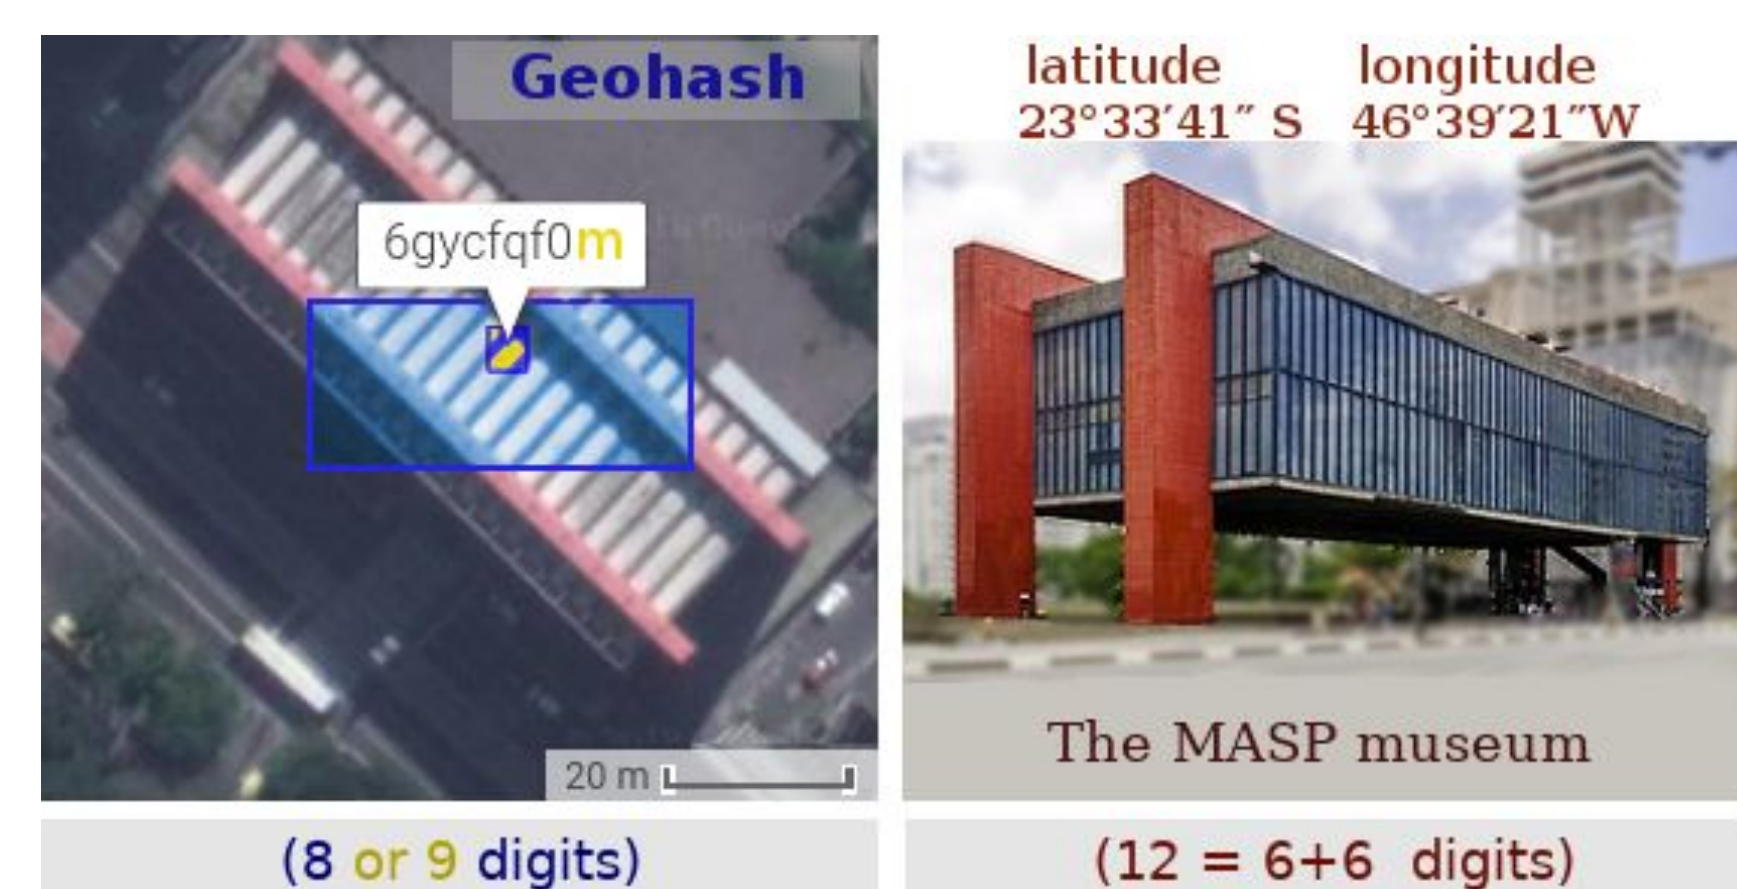 Geohash
6gycfqf0m
20 m
(8 or 9 digits)
latitude longitude
23°33′41″ S 46°39′21″W
The MASP museum
(12 = 6+6 digits)